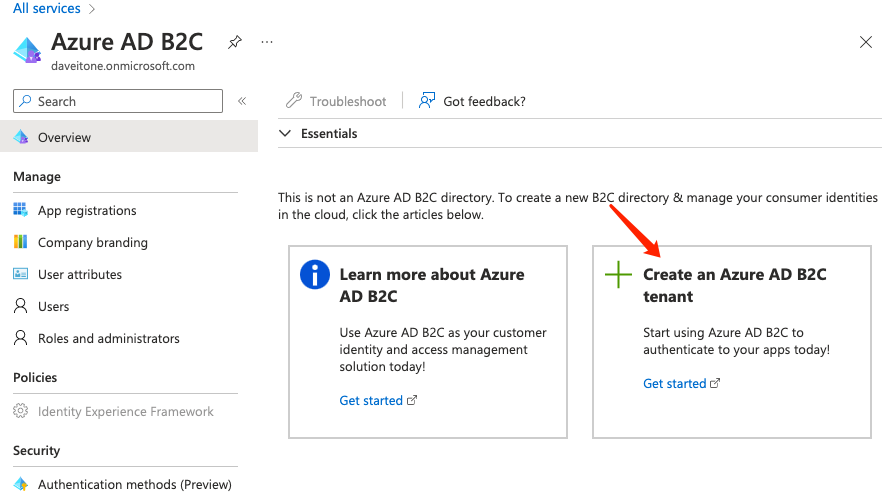 All services
Azure AD B2C
daveitone.onmicrosoft.com
Search
Overview
Manage
App registrations
Company branding
User attributes
Users
Roles and administrators
Policies
Identity Experience Framework
Security
Authentication methods (Preview)
Troubleshoot
Got feedback?
Essentials
This is not an Azure AD B2C directory. To create a new B2C directory & manage your consumer identities
in the cloud, click the articles below.
Learn more about Azure
AD B2C
Use Azure AD B2C as your customer
identity and access management
solution today!
Get started
Create an Azure AD B2C
tenant
Start using Azure AD B2C to
authenticate to your apps today!
Get started